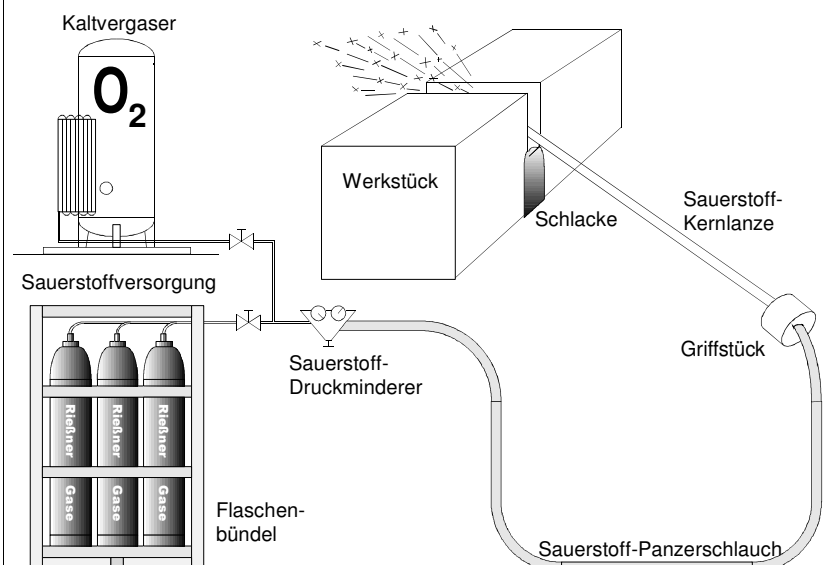 Kaltvergaser
O2
Werkstück
Schlacke
Sauerstoff-
Kernlanze
Sauerstoffversorgung
Sauerstoff-
Druckminderer
Griffstück
Rießner
Gase
Rießner
Gase
Rießner
Gase
Flaschen-
bündel
Sauerstoff-Panzerschlauch